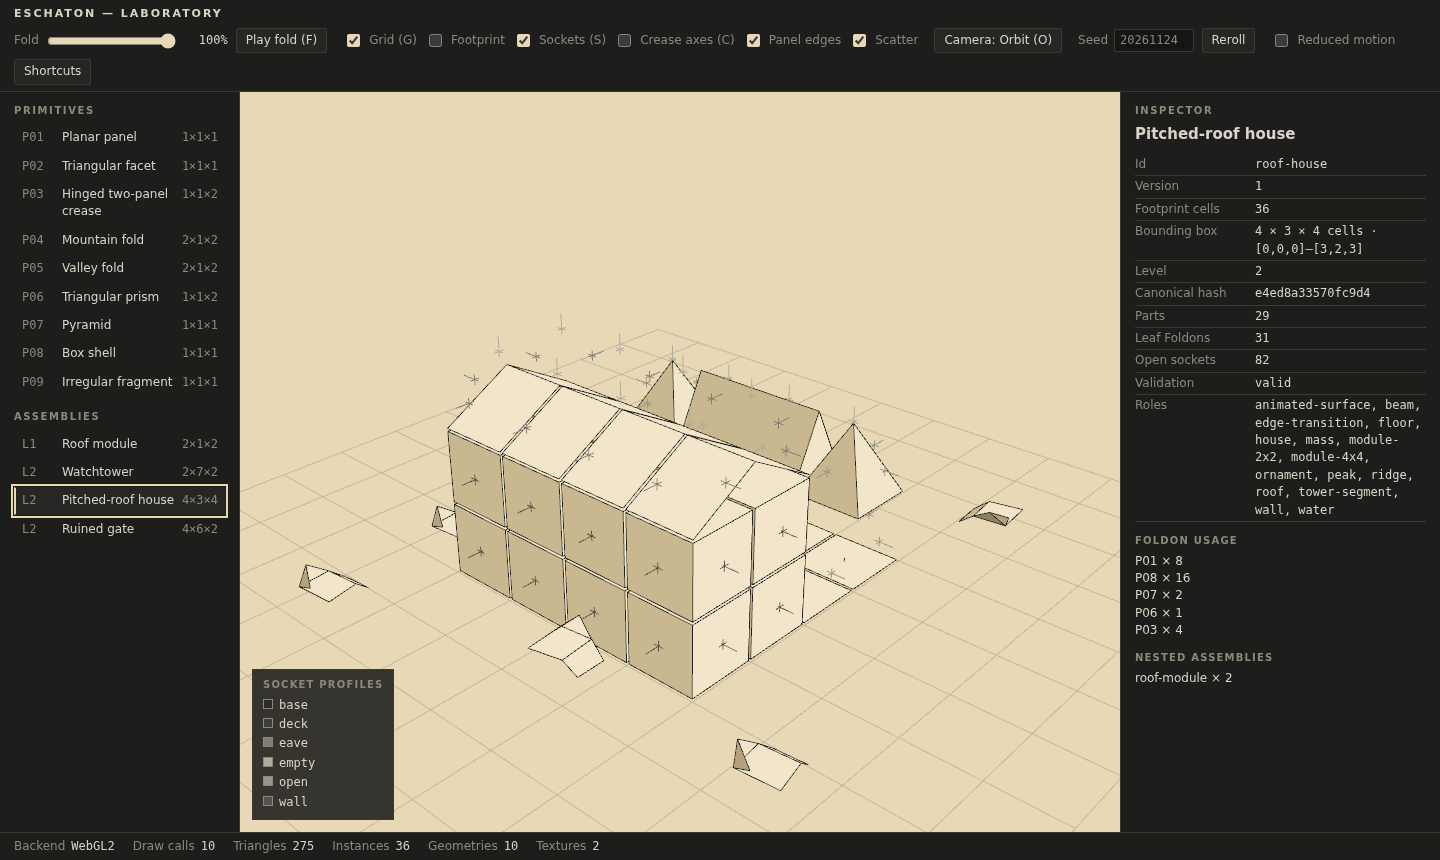 ESCHATON — LABORATORY
Fold 100% Play fold (F) Grid (G) Footprint Sockets (S) Crease axes (C) Panel edges Scatter Camera: Orbit (O) Seed 20261124 Reroll Reduced motion
Shortcuts
PRIMITIVES
P01 Planar panel 1×1×1
P02 Triangular facet 1×1×1
P03 Hinged two-panel 1×1×2
crease
P04 Mountain fold 2×1×2
P05 Valley fold 2×1×2
P06 Triangular prism 1×1×2
P07 Pyramid 1×1×1
P08 Box shell 1×1×1
P09 Irregular fragment 1×1×1
ASSEMBLIES
L1 Roof module 2×1×2
L2 Watchtower 2×7×2
L2 Pitched-roof house 4×3×4
L2 Ruined gate 4×6×2
SOCKET PROFILES
base
deck
eave
empty
open
wall
INSPECTOR
Pitched-roof house
Id roof-house
Version 1
Footprint cells 36
Bounding box 4 × 3 × 4 cells ·
[0,0,0]–[3,2,3]
Level 2
Canonical hash e4ed8a33570fc9d4
Parts 29
Leaf Foldons 31
Open sockets 82
Validation valid
Roles animated-surface, beam,
edge-transition, floor,
house, mass, module-
2x2, module-4x4,
ornament, peak, ridge,
roof, tower-segment,
wall, water
FOLDON USAGE
P01 × 8
P08 × 16
P07 × 2
P06 × 1
P03 × 4
NESTED ASSEMBLIES
roof-module × 2
Backend WebGL2 Draw calls 10 Triangles 275 Instances 36 Geometries 10 Textures 2